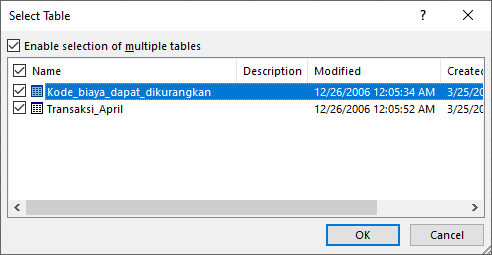 Select Table
?
Enable selection of multiple tables
Name Description Modified Created
Kode_biaya_dapat_dikurangkan 12/26/2006 12:05:34 AM 3/25/20
Transaksi_April 12/26/2006 12:05:52 AM 3/25/20
OK Cancel